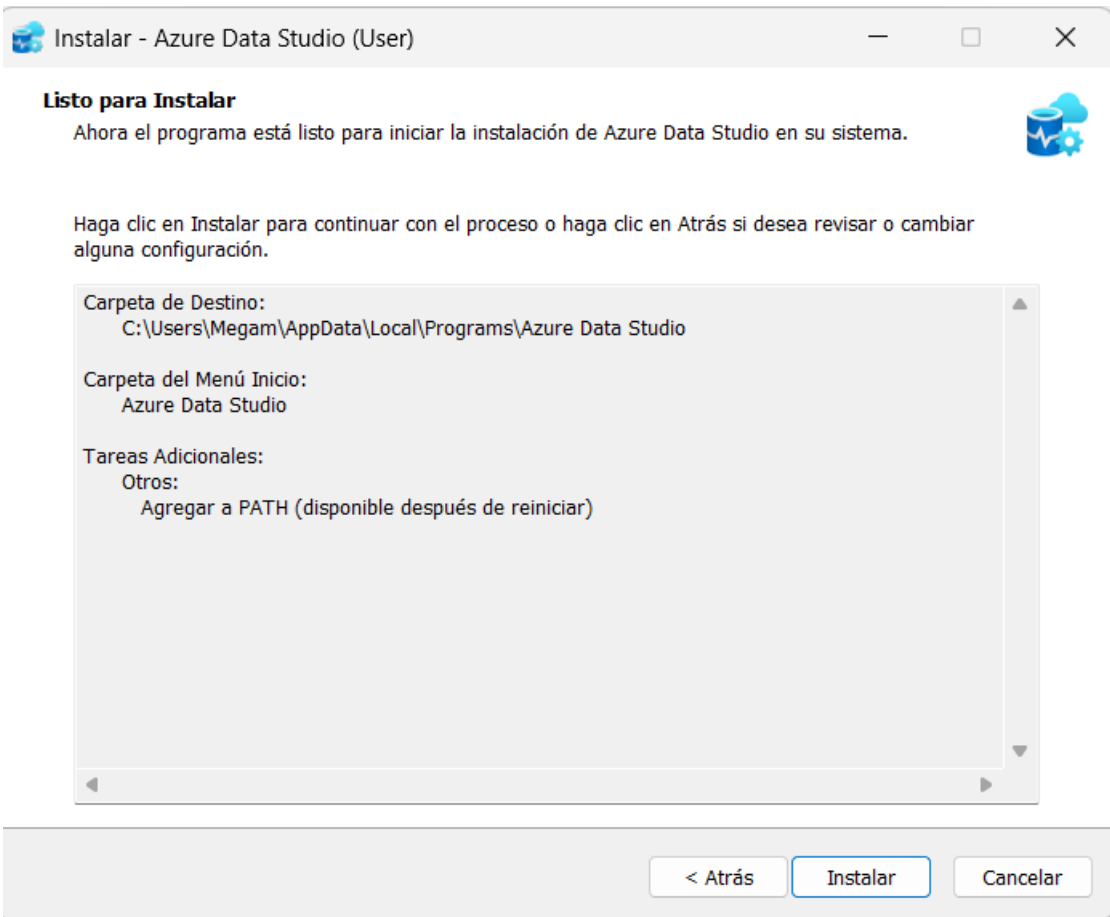 Instalar - Azure Data Studio (User)
Listo para Instalar
Ahora el programa está listo para iniciar la instalación de Azure Data Studio en su sistema.
Haga clic en Instalar para continuar con el proceso o haga clic en Atrás si desea revisar o cambiar
alguna configuración.
Carpeta de Destino:
C:\Users\Megam\AppData\Local\Programs\Azure Data Studio
Carpeta del Menú Inicio:
Azure Data Studio
Tareas Adicionales:
Otros:
Agregar a PATH (disponible después de reiniciar)
< Atrás
Instalar
Cancelar